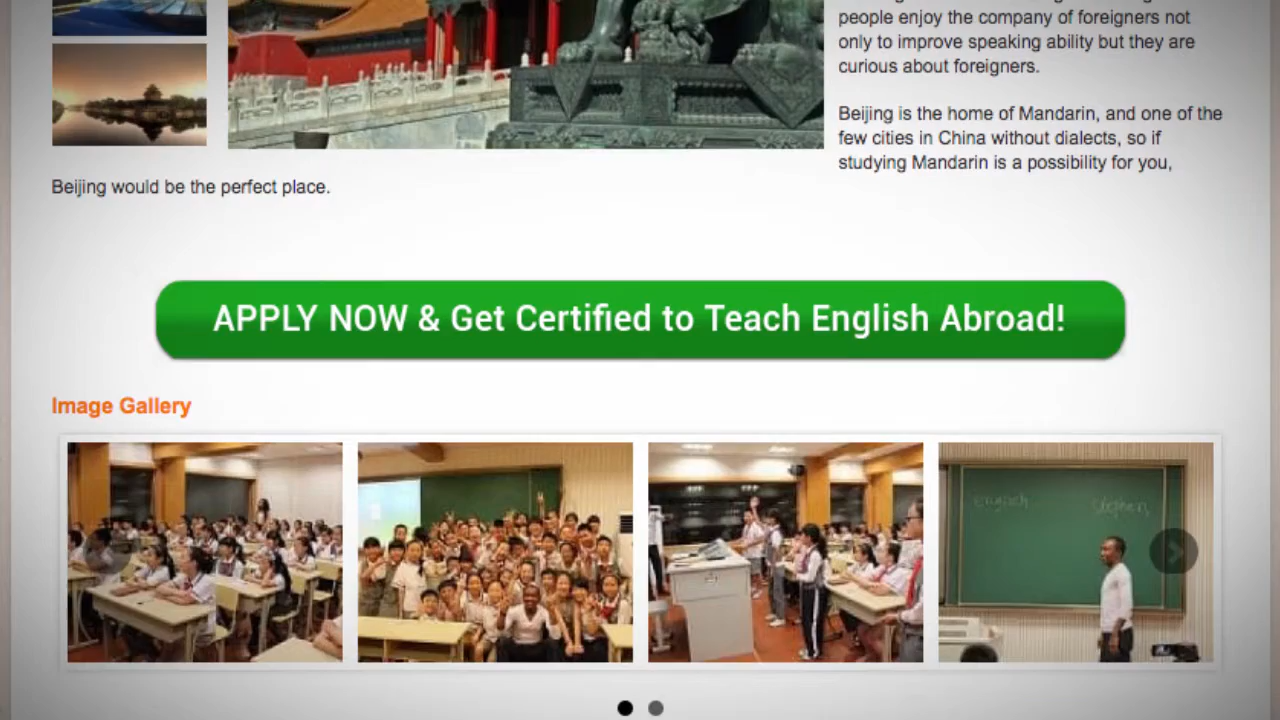 people enjoy the company of foreigners not
only to improve speaking ability but they are
curious about foreigners.
Beijing is the home of Mandarin, and one of the
few cities in China without dialects, so if
studying Mandarin is a possibility for you,
Beijing would be the perfect place.
APPLY NOW & Get Certified to Teach English Abroad!
Image Gallery
English
Stephen